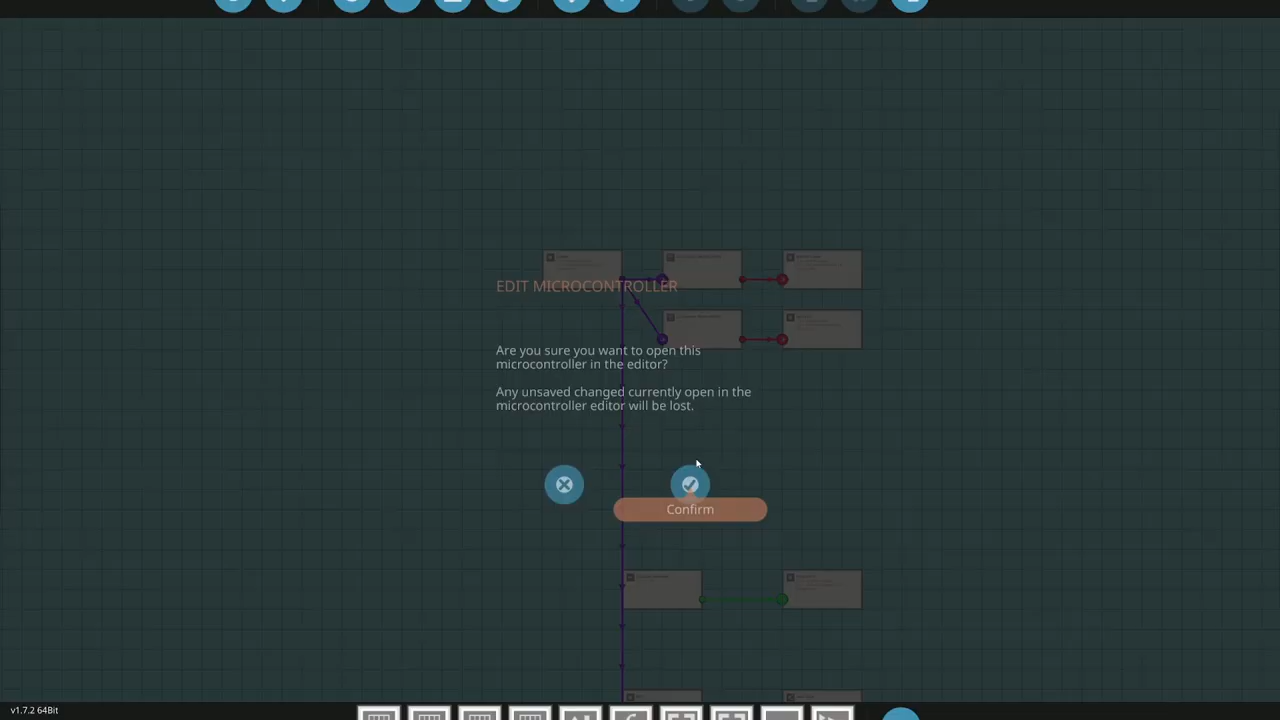 EDIT MICROCONTROLLER
Are you sure you want to open this
microcontroller in the editor?
Any unsaved changed currently open in the
microcontroller editor will be lost.
Confirm
v1.7.2 64Bit